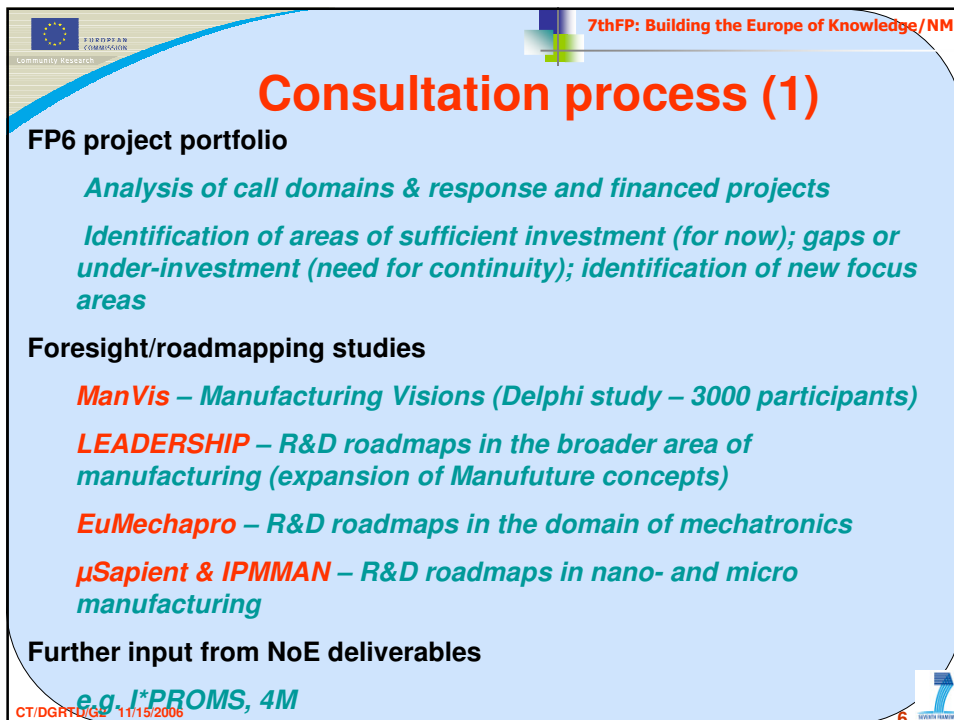 7thFP: Building the Europe of Knowledge/NM
EUROPEAN
COMMISSION
Community Research
Consultation process (1)
FP6 project portfolio
Analysis of call domains & response and financed projects
Identification of areas of sufficient investment (for now); gaps or
under-investment (need for continuity); identification of new focus
areas
Foresight/roadmapping studies
ManVis – Manufacturing Visions (Delphi study – 3000 participants)
LEADERSHIP – R&D roadmaps in the broader area of
manufacturing (expansion of Manufuture concepts)
EuMechapro – R&D roadmaps in the domain of mechatronics
µSapient & IPMMAN – R&D roadmaps in nano- and micro
manufacturing
Further input from NoE deliverables
e.g. I*PROMS, 4M
CT/DGRTD/G2 11/15/2006
6
SEVENTH FRAMEW